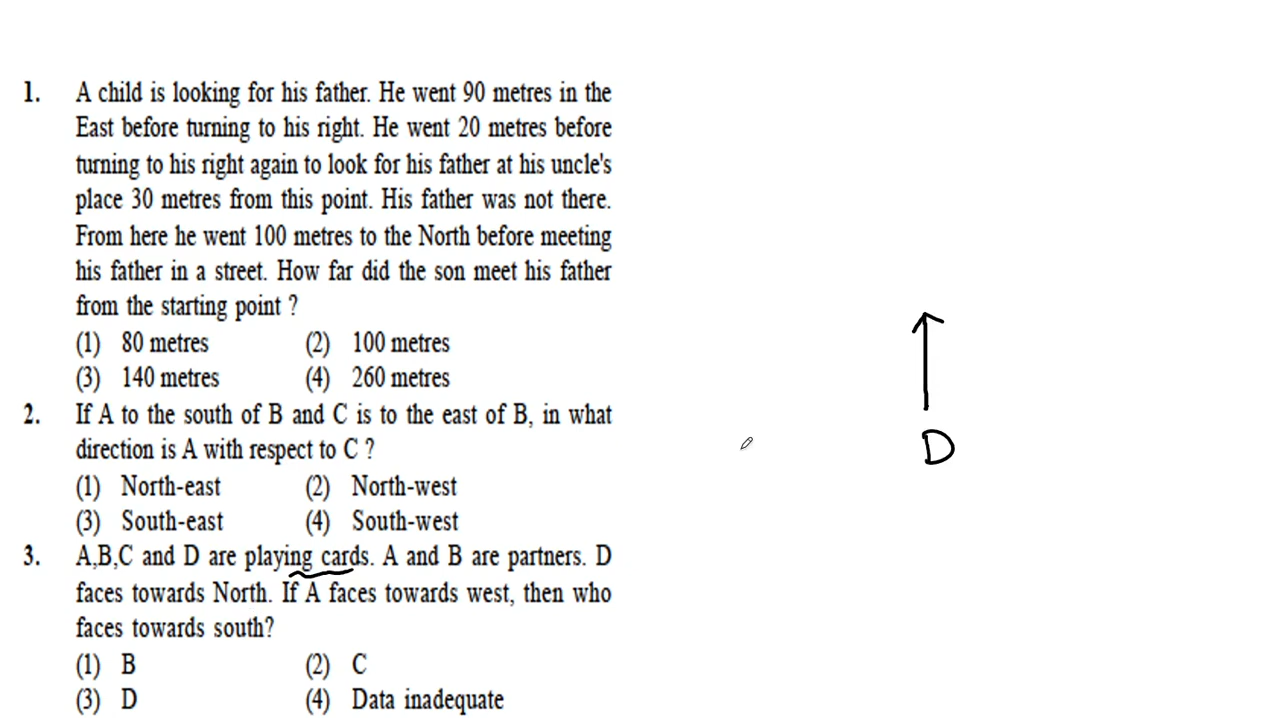 1. A child is looking for his father. He went 90 metres in the
East before turning to his right. He went 20 metres before
turning to his right again to look for his father at his uncle's
place 30 metres from this point. His father was not there.
From here he went 100 metres to the North before meeting
his father in a street. How far did the son meet his father
from the starting point ?
(1) 80 metres (2) 100 metres
(3) 140 metres (4) 260 metres
2. If A to the south of B and C is to the east of B, in what
direction is A with respect to C ?
(1) North-east (2) North-west
(3) South-east (4) South-west
3. A,B,C and D are playing cards. A and B are partners. D
faces towards North. If A faces towards west, then who
faces towards south?
(1) B (2) C
(3) D (4) Data inadequate
D